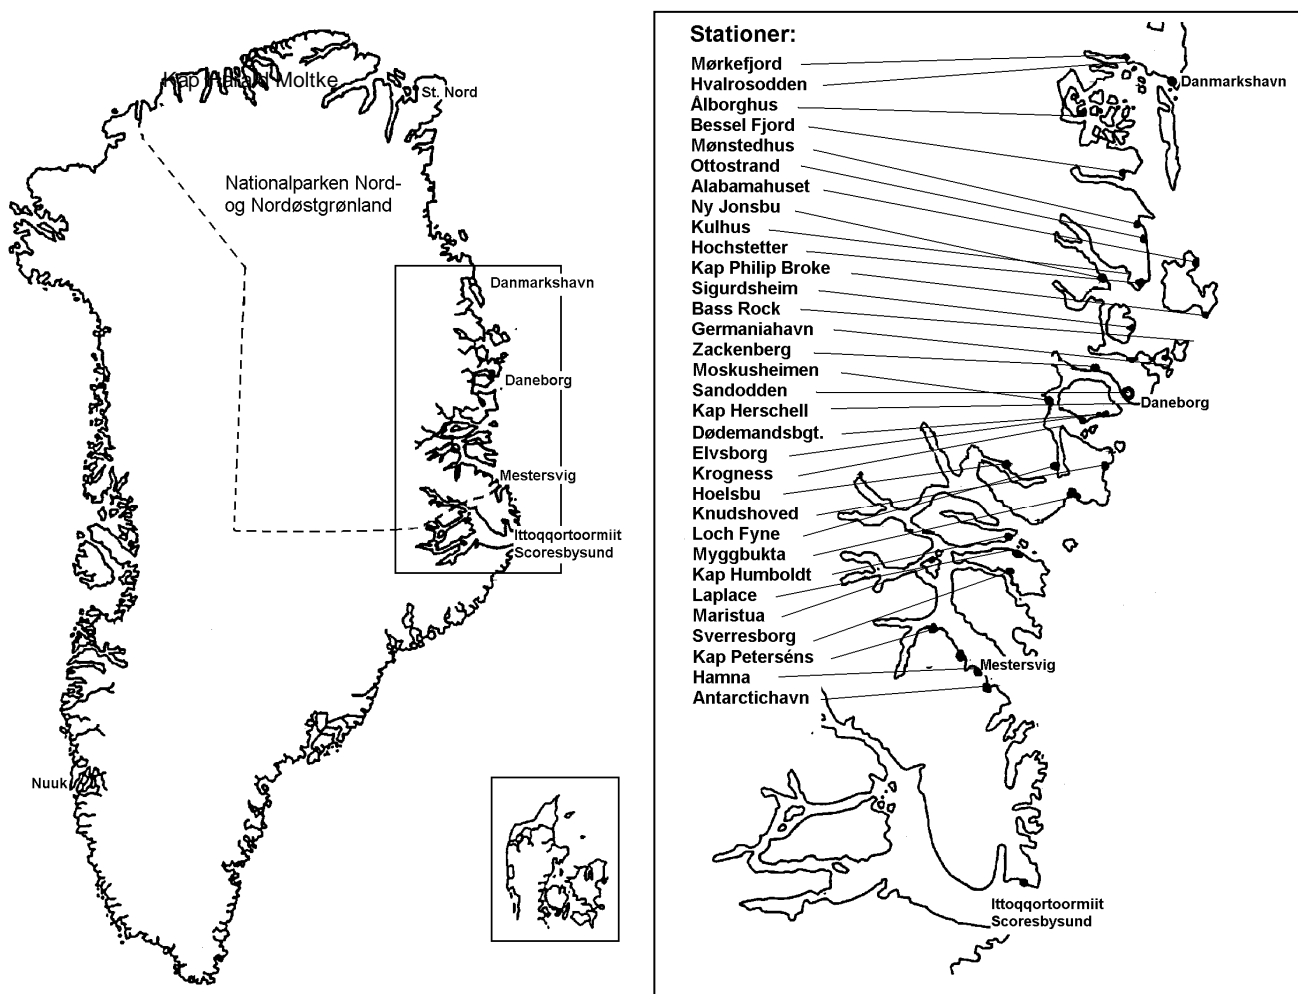 Kap Harald Moltke
St. Nord
Nationalparken Nord-
og Nordøstgrønland
Danmarkshavn
Daneborg
Mestersvig
Ittoqqortoormiit
Scoresbysund
Nuuk
Stationer:
Mørkefjord
Hvalrosodden
Ålborghus
Bessel Fjord
Mønstedhus
Ottostrand
Alabamahuset
Ny Jonsbu
Kulhus
Hochstetter
Kap Philip Broke
Sigurdsheim
Bass Rock
Germaniahavn
Zackenberg
Moskusheimen
Sandodden
Kap Herschell
Dødemandsbgt.
Elvsborg
Krogness
Hoelsbu
Knudshoved
Loch Fyne
Myggbukta
Kap Humboldt
Laplace
Maristua
Sverresborg
Kap Peterséns
Hamna
Antarctichavn
Danmarkshavn
Daneborg
Mestersvig
Ittoqqortoormiit
Scoresbysund